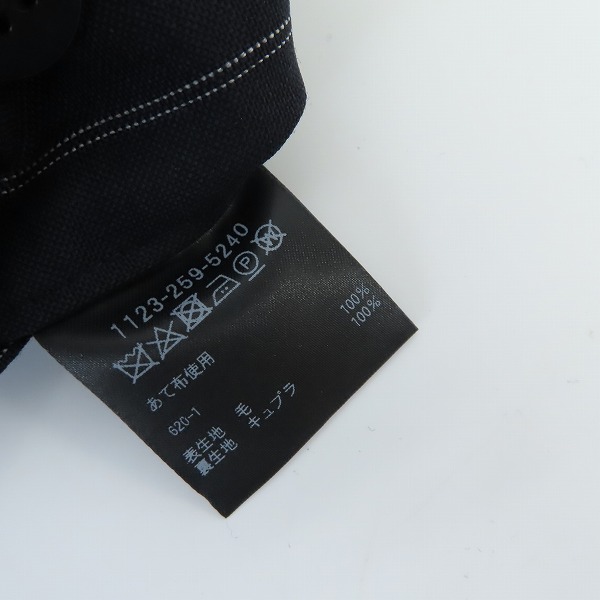 1123-259-5240
P
あて布使用
620-1
表生地 毛 100%
裏生地 キュプラ 100%